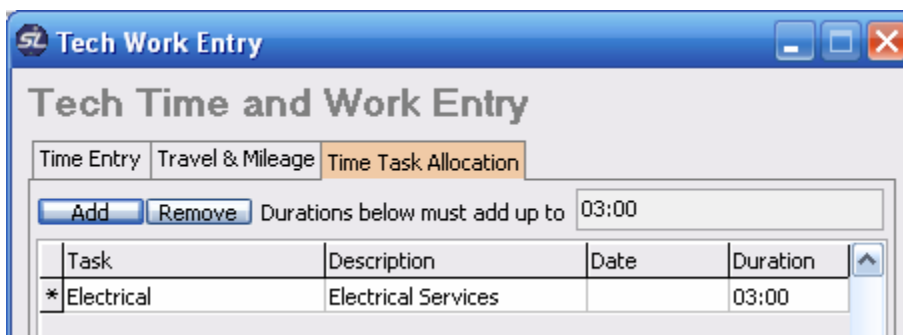 SL Tech Work Entry
Tech Time and Work Entry
Time Entry Travel & Mileage Time Task Allocation
Add Remove Durations below must add up to 03:00
Task Description Date Duration
* Electrical Electrical Services 03:00